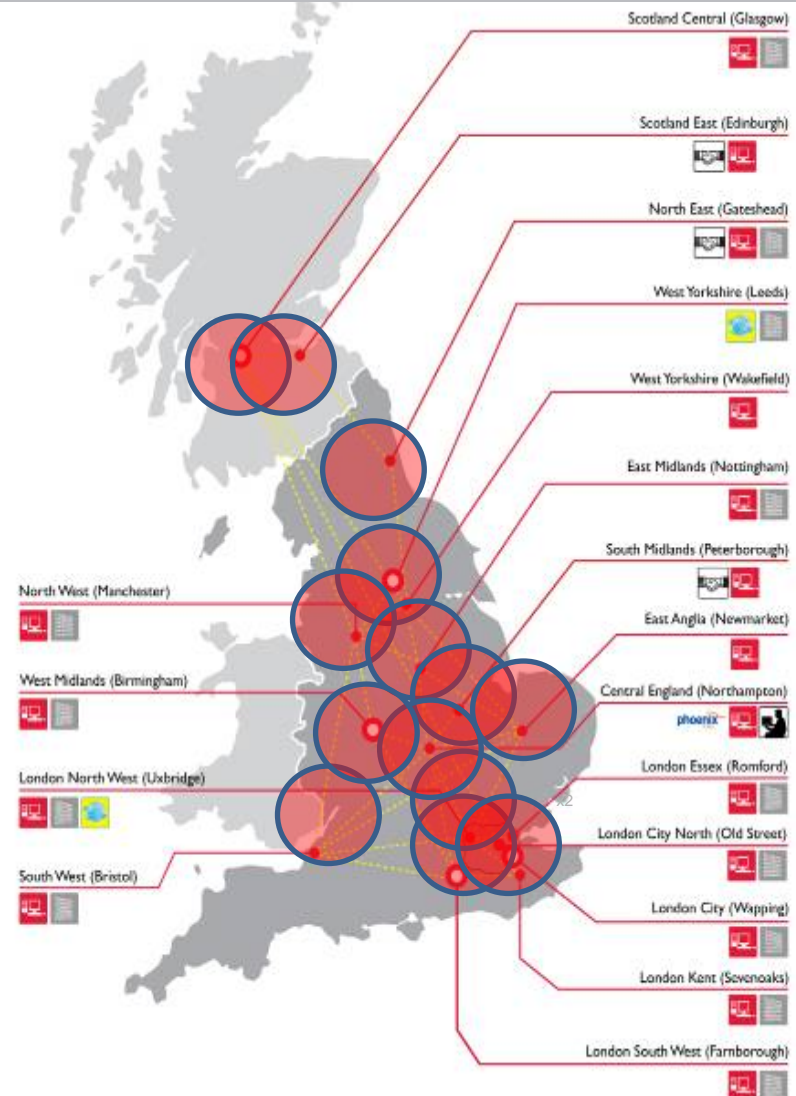 Scotland Central (Glasgow)
Scotland East (Edinburgh)
North East (Gateshead)
West Yorkshire (Leeds)
West Yorkshire (Wakefield)
East Midlands (Nottingham)
South Midlands (Peterborough)
North West (Manchester)
East Anglia (Newmarket)
West Midlands (Birmingham)
Central England (Northampton)
phoenix
London Essex (Romford)
London North West (Uxbridge)
x2
London City North (Old Street)
South West (Bristol)
London City (Wapping)
London Kent (Sevenoaks)
London South West (Farnborough)